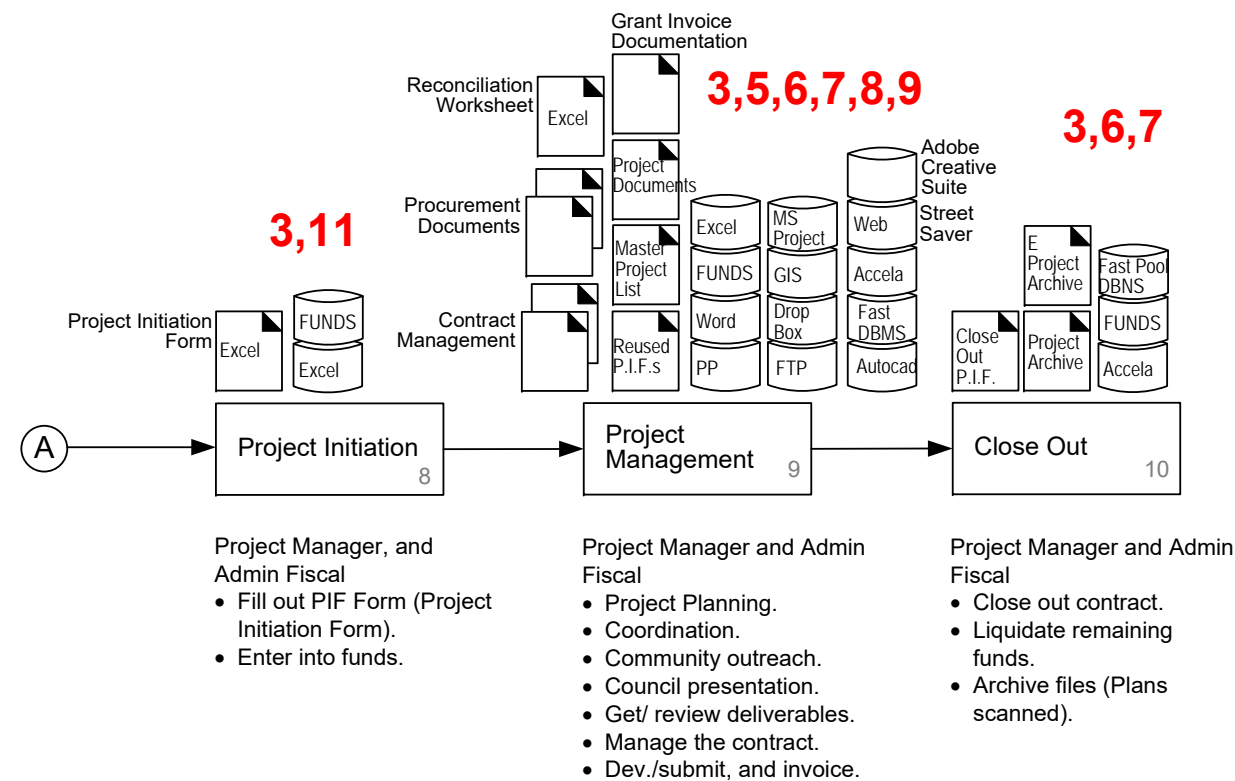 Grant Invoice
Documentation
Reconciliation
Worksheet
Excel
3,5,6,7,8,9
3,6,7
Project
Documents
Adobe
Creative
Suite
Procurement
Documents
3,11
Excel
MS
Project
Web
Street
Saver
Master
Project
List
FUNDS
GIS
Accela
E
Project
Archive
Fast Pool
DBNS
Project Initiation
Form
Excel
FUNDS
Excel
Contract
Management
Reused
P.I.F.s
Word
Drop
Box
Fast
DBMS
PP
FTP
Autocad
Close
Out
P.I.F.
Project
Archive
FUNDS
Accela
A
Project Initiation
8
Project
Management
9
Close Out
10
Project Manager, and
Admin Fiscal
• Fill out PIF Form (Project
Initiation Form).
• Enter into funds.
Project Manager and Admin
Fiscal
• Project Planning.
• Coordination.
• Community outreach.
• Council presentation.
• Get/ review deliverables.
• Manage the contract.
• Dev./submit, and invoice.
Project Manager and Admin
Fiscal
• Close out contract.
• Liquidate remaining
funds.
• Archive files (Plans
scanned).